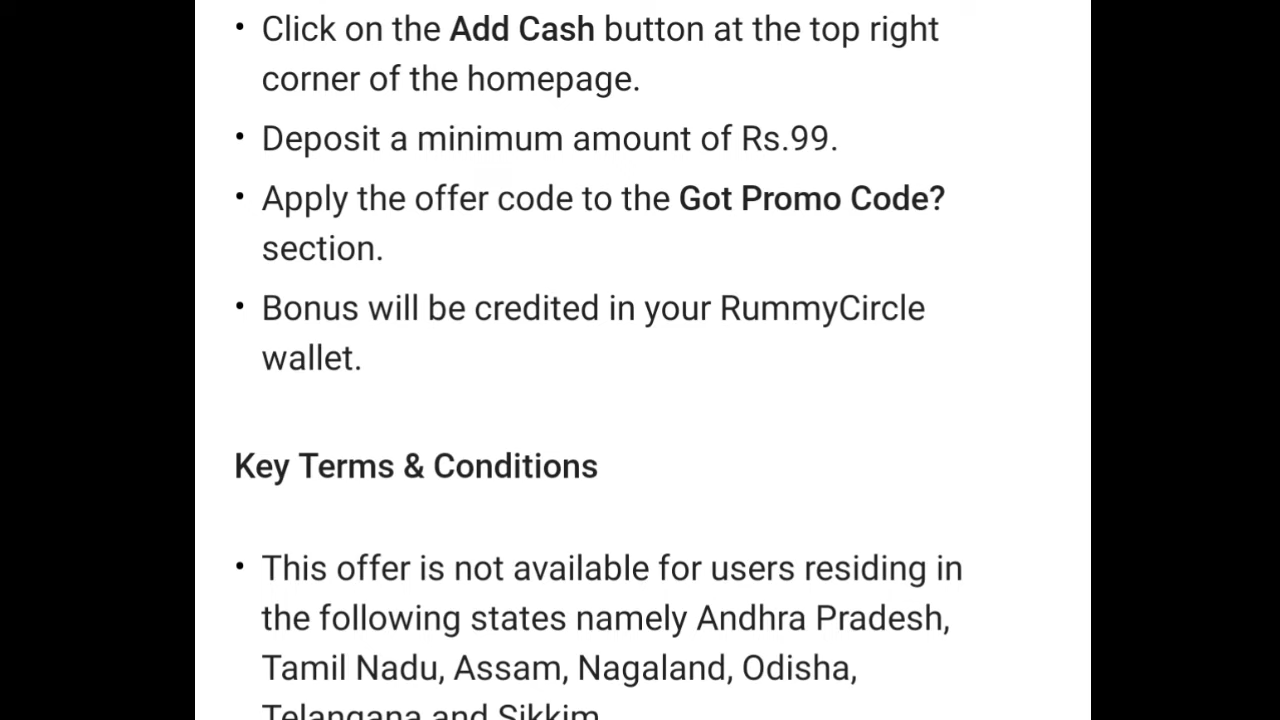 • Click on the Add Cash button at the top right
corner of the homepage.
• Deposit a minimum amount of Rs.99.
• Apply the offer code to the Got Promo Code?
section.
• Bonus will be credited in your RummyCircle
wallet.
Key Terms & Conditions
• This offer is not available for users residing in
the following states namely Andhra Pradesh,
Tamil Nadu, Assam, Nagaland, Odisha,
Telangana and Sikkim